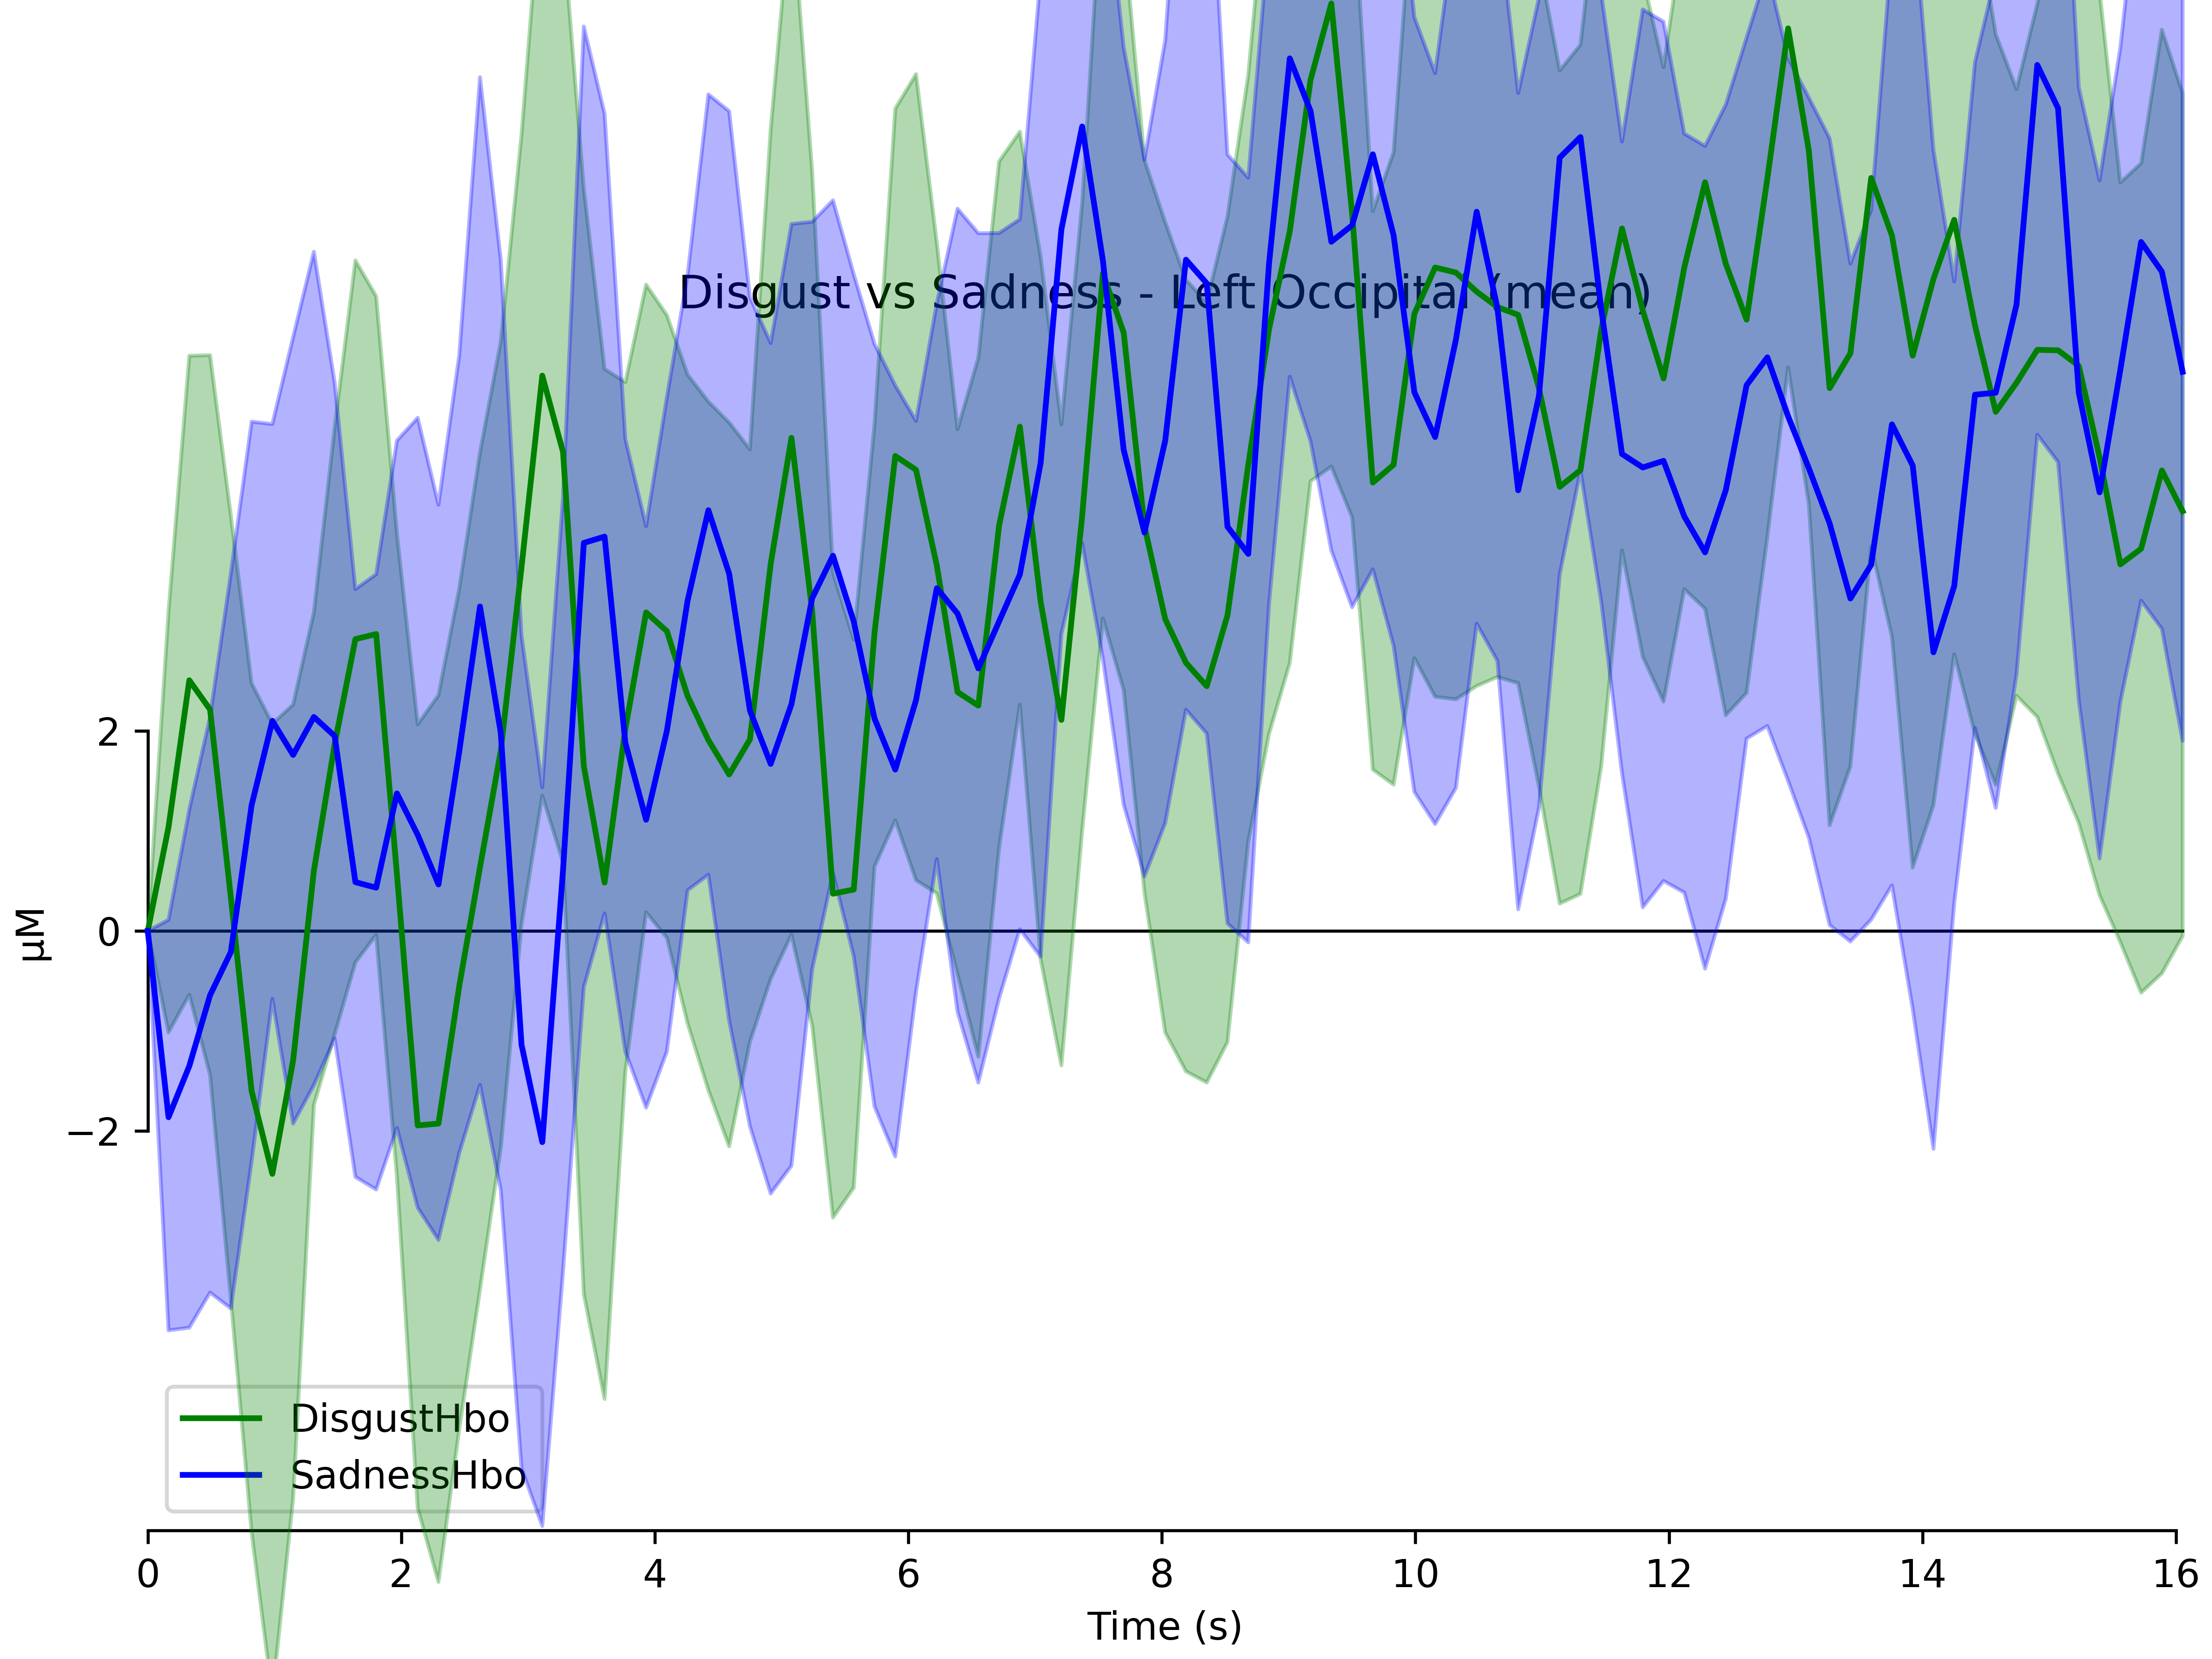 Disgust vs Sadness - Left Occipital (mean)
2
0
−2
μM
DisgustHbo
SadnessHbo
0 2 4 6 8 10 12 14 16
Time (s)